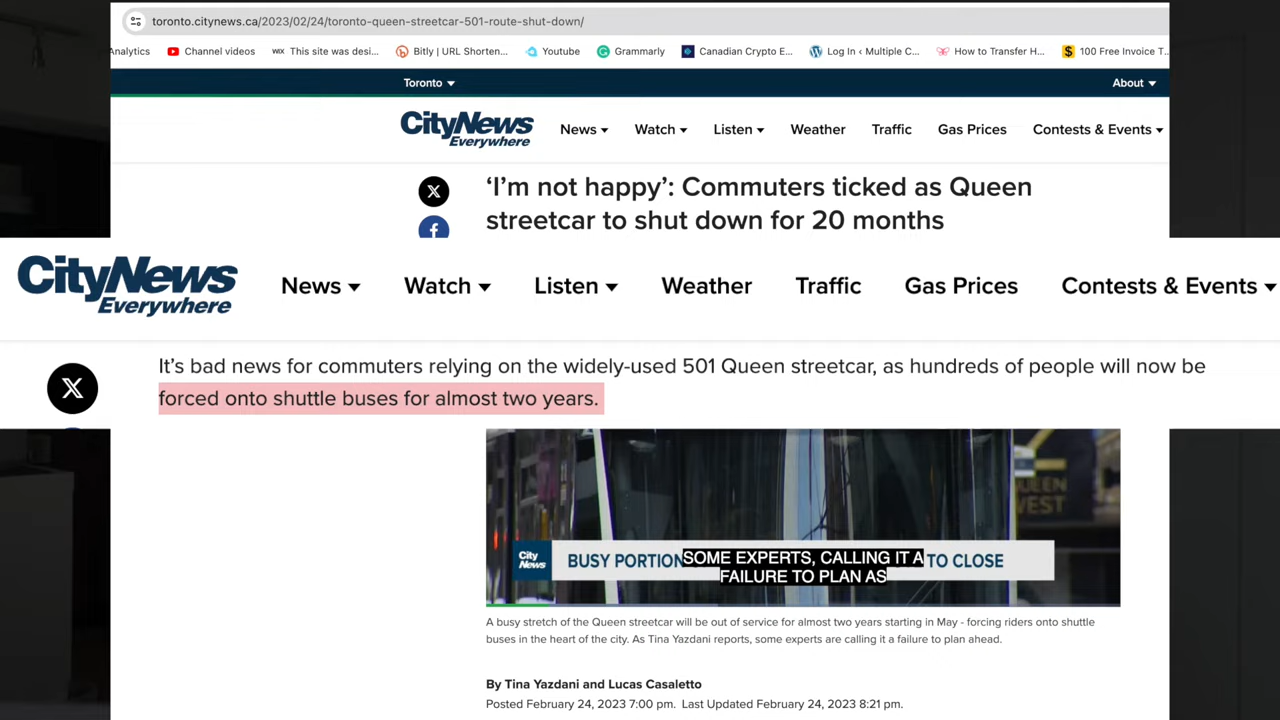 toronto.citynews.ca/2023/02/24/toronto-queen-streetcar-501-route-shut-down/
Analytics Channel videos WIX This site was desi... Bitly | URL Shorten... Youtube Grammarly Canadian Crypto E... Log In ‹ Multiple C... How to Transfer H... 100 Free Invoice T...
Toronto About
CityNews News Watch Listen Weather Traffic Gas Prices Contests & Events
Everywhere
‘I’m not happy’: Commuters ticked as Queen
streetcar to shut down for 20 months
CityNews News Watch Listen Weather Traffic Gas Prices Contests & Events
Everywhere
It’s bad news for commuters relying on the widely-used 501 Queen streetcar, as hundreds of people will now be
forced onto shuttle buses for almost two years.
QUEEN
WEST
City
News
BUSY PORTION SOME EXPERTS, CALLING IT A TO CLOSE
FAILURE TO PLAN AS
A busy stretch of the Queen streetcar will be out of service for almost two years starting in May - forcing riders onto shuttle
buses in the heart of the city. As Tina Yazdani reports, some experts are calling it a failure to plan ahead.
By Tina Yazdani and Lucas Casaletto
Posted February 24, 2023 7:00 pm. Last Updated February 24, 2023 8:21 pm.